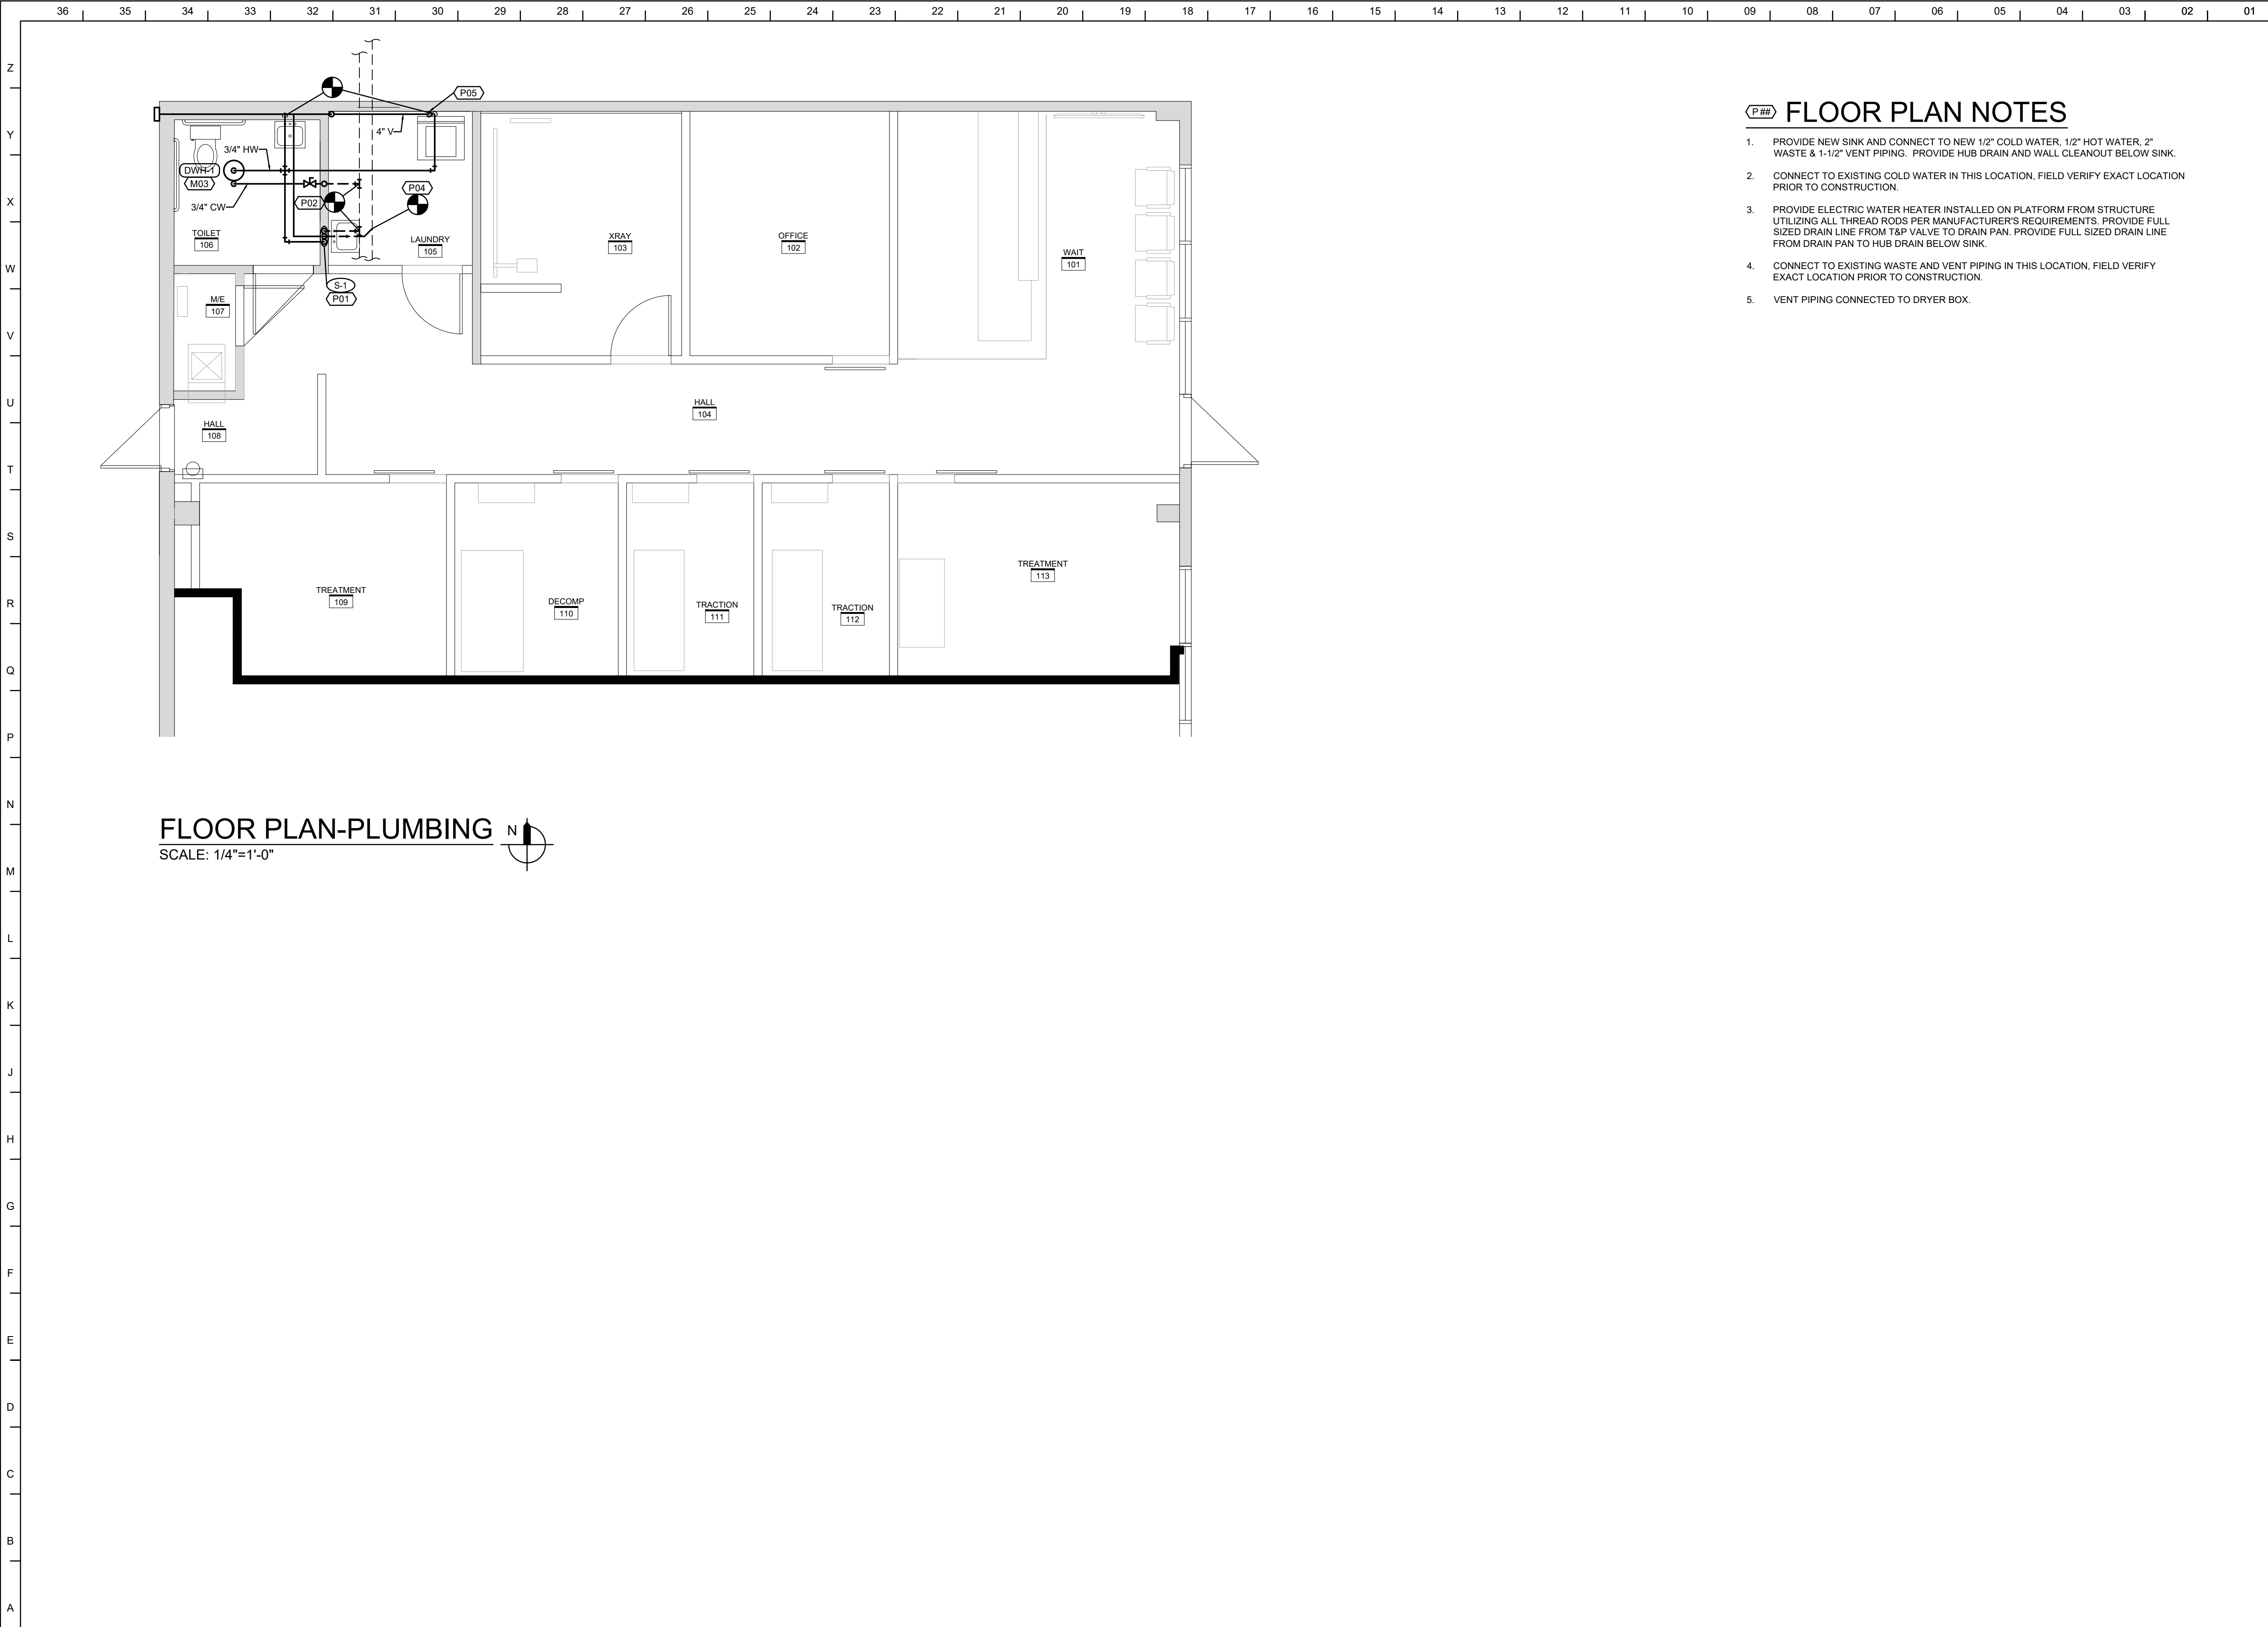 36 35 34 33 32 31 30 29 28 27 26 25 24 23 22 21 20 19 18 17 16 15 14 13 12 11 10 09 08 07 06 05 04 03 02 01
Z
Y
X
W
V
U
T
S
R
Q
P
N
M
L
K
J
H
G
F
E
D
C
B
A
P05
4" V
3/4" HW
DWH-1
M03
3/4" CW
P02
P04
TOILET
106
LAUNDRY
105
S-1
P01
M/E
107
XRAY
103
OFFICE
102
WAIT
101
HALL
104
HALL
108
TREATMENT
109
DECOMP
110
TRACTION
111
TRACTION
112
TREATMENT
113
FLOOR PLAN-PLUMBING
SCALE: 1/4"=1'-0"
N
P ## FLOOR PLAN NOTES
1. PROVIDE NEW SINK AND CONNECT TO NEW 1/2" COLD WATER, 1/2" HOT WATER, 2"
WASTE & 1-1/2" VENT PIPING. PROVIDE HUB DRAIN AND WALL CLEANOUT BELOW SINK.
2. CONNECT TO EXISTING COLD WATER IN THIS LOCATION, FIELD VERIFY EXACT LOCATION
PRIOR TO CONSTRUCTION.
3. PROVIDE ELECTRIC WATER HEATER INSTALLED ON PLATFORM FROM STRUCTURE
UTILIZING ALL THREAD RODS PER MANUFACTURER'S REQUIREMENTS. PROVIDE FULL
SIZED DRAIN LINE FROM T&P VALVE TO DRAIN PAN. PROVIDE FULL SIZED DRAIN LINE
FROM DRAIN PAN TO HUB DRAIN BELOW SINK.
4. CONNECT TO EXISTING WASTE AND VENT PIPING IN THIS LOCATION, FIELD VERIFY
EXACT LOCATION PRIOR TO CONSTRUCTION.
5. VENT PIPING CONNECTED TO DRYER BOX.